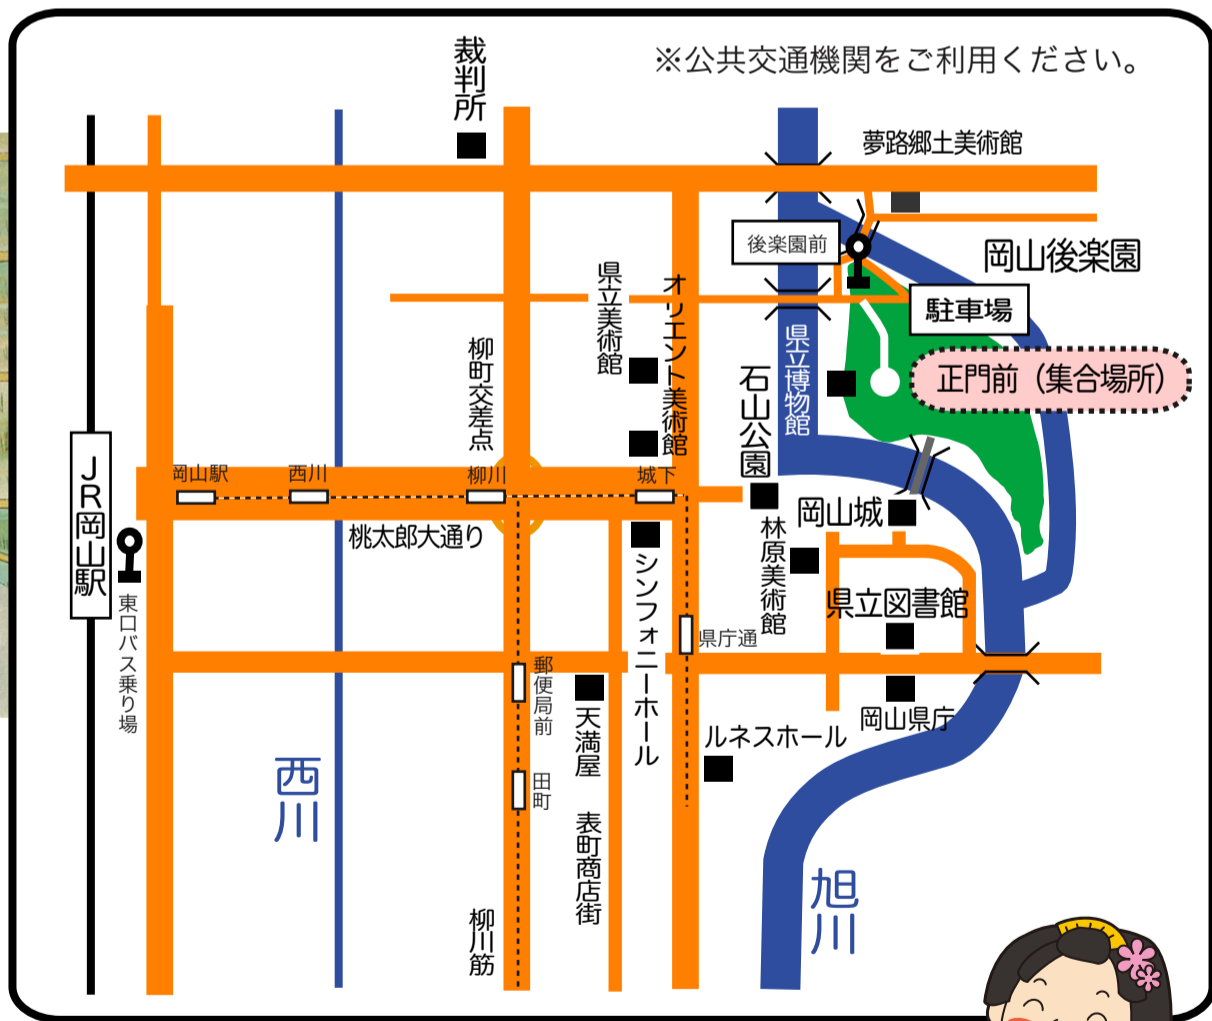 ※公共交通機関をご利用ください。
裁判所
夢路郷土美術館
後楽園前
岡山後楽園
駐車場
正門前（集合場所）
県立美術館
オリエント美術館
県立博物館
石山公園
柳町交差点
JR岡山駅
岡山駅
西川
柳川
城下
桃太郎大通り
岡山城
林原美術館
シンフォニーホール
県立図書館
東口バス乗り場
県庁通
郵便局前
天満屋
岡山県庁
ルネスホール
西川
田町
表町商店街
旭川
柳川筋